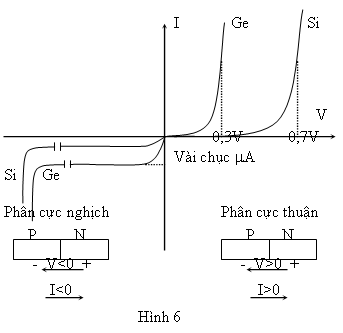 I Ge Si
V
0,3V 0,7V
Vài chục μA
Si Ge
Phân cực nghịch Phân cực thuận
P N P N
- V<0 + - V>0 +
I<0 I>0
Hình 6